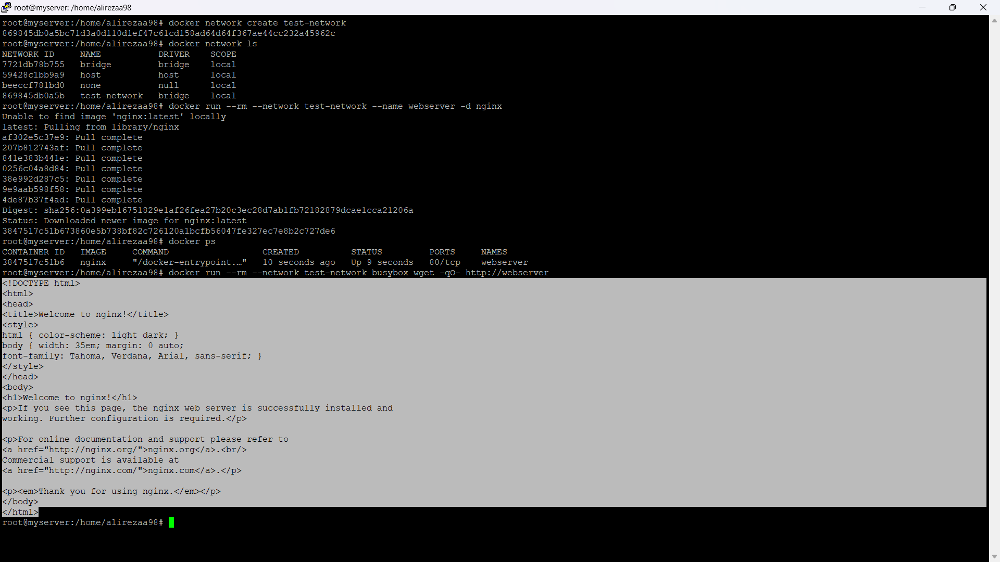 root@myserver: /home/alirezaa98
root@myserver:/home/alirezaa98# docker network create test-network
869845db0a5bc71d3a0d110d1ef47c61cd158ad64d64f367ae44cc232a45962c
root@myserver:/home/alirezaa98# docker network ls
NETWORK ID     NAME           DRIVER    SCOPE
7721db78b755   bridge         bridge    local
59428c1bb9a9   host           host      local
beeccf781bd0   none           null      local
869845db0a5b   test-network   bridge    local
root@myserver:/home/alirezaa98# docker run --rm --network test-network --name webserver -d nginx
Unable to find image 'nginx:latest' locally
latest: Pulling from library/nginx
af302e5c37e9: Pull complete
207b812743af: Pull complete
841e383b441e: Pull complete
0256c04a8d84: Pull complete
38e992d287c5: Pull complete
9e9aab598f58: Pull complete
4de87b37f4ad: Pull complete
Digest: sha256:0a399eb16751829e1af26fea27b20c3ec28d7ab1fb72182879dcae1cca21206a
Status: Downloaded newer image for nginx:latest
3847517c51b673860e5b738bf82c726120a1bcfb56047fe327ec7e8b2c727de6
root@myserver:/home/alirezaa98# docker ps
CONTAINER ID   IMAGE     COMMAND                  CREATED          STATUS         PORTS     NAMES
3847517c51b6   nginx     "/docker-entrypoint.…"   10 seconds ago   Up 9 seconds   80/tcp    webserver
root@myserver:/home/alirezaa98# docker run --rm --network test-network busybox wget -qO- http://webserver
<!DOCTYPE html>
<html>
<head>
<title>Welcome to nginx!</title>
<style>
html { color-scheme: light dark; }
body { width: 35em; margin: 0 auto;
font-family: Tahoma, Verdana, Arial, sans-serif; }
</style>
</head>
<body>
<h1>Welcome to nginx!</h1>
<p>If you see this page, the nginx web server is successfully installed and
working. Further configuration is required.</p>

<p>For online documentation and support please refer to
<a href="http://nginx.org/">nginx.org</a>.<br/>
Commercial support is available at
<a href="http://nginx.com/">nginx.com</a>.</p>

<p><em>Thank you for using nginx.</em></p>
</body>
</html>
root@myserver:/home/alirezaa98#